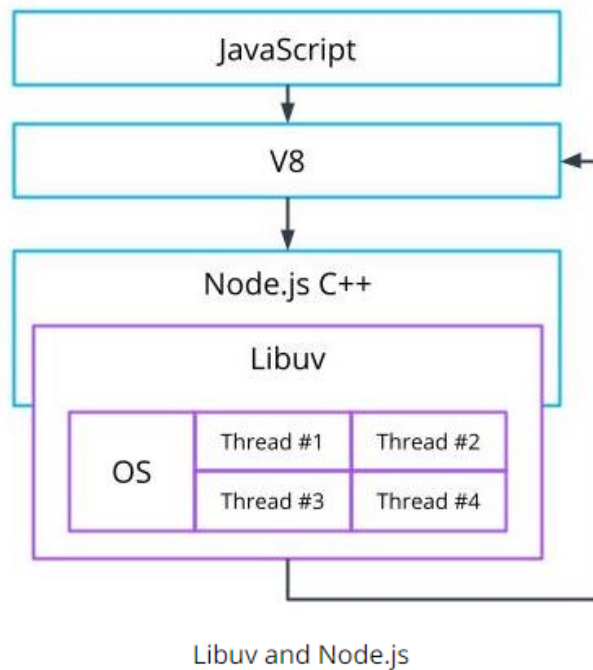 JavaScript
V8
Node.js C++
Libuv
OS
Thread #1
Thread #2
Thread #3
Thread #4
Libuv and Node.js